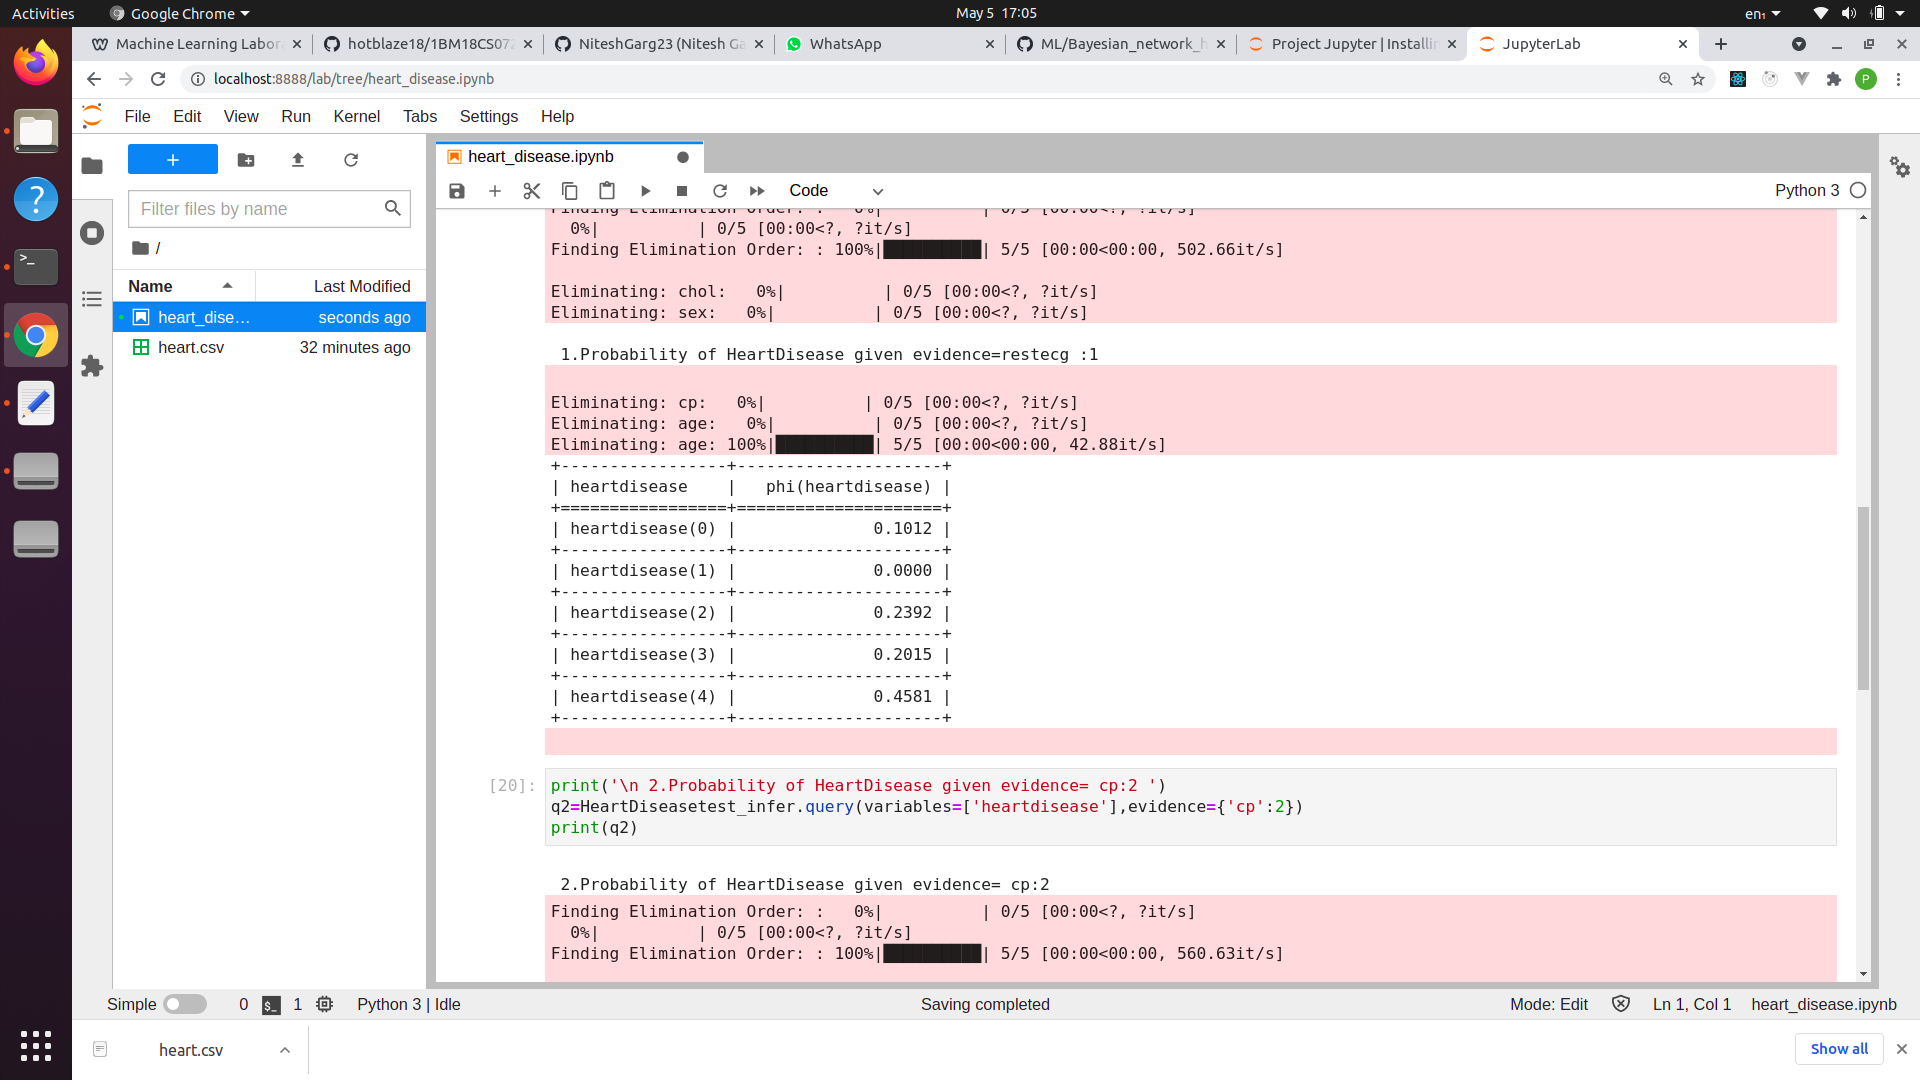 Activities
Google Chrome
May 5 17:05
en₁
Machine Learning Labor
hotblaze18/1BM18CS072
NiteshGarg23 (Nitesh Ga
WhatsApp
ML/Bayesian_network_h
Project Jupyter | Installin
JupyterLab
localhost:8888/lab/tree/heart_disease.ipynb
P
File Edit View Run Kernel Tabs Settings Help
Filter files by name
/
Name Last Modified
heart_dise… seconds ago
heart.csv 32 minutes ago
heart_disease.ipynb
Code
Python 3
Finding Elimination Order: :   0%|          | 0/5 [00:00<?, ?it/s]
  0%|          | 0/5 [00:00<?, ?it/s]
Finding Elimination Order: : 100%|██████████| 5/5 [00:00<00:00, 502.66it/s]
Eliminating: chol:   0%|          | 0/5 [00:00<?, ?it/s]
Eliminating: sex:   0%|          | 0/5 [00:00<?, ?it/s]
 1.Probability of HeartDisease given evidence=restecg :1
Eliminating: cp:   0%|          | 0/5 [00:00<?, ?it/s]
Eliminating: age:   0%|          | 0/5 [00:00<?, ?it/s]
Eliminating: age: 100%|██████████| 5/5 [00:00<00:00, 42.88it/s]
+-----------------+---------------------+
| heartdisease    |   phi(heartdisease) |
+=================+=====================+
| heartdisease(0) |              0.1012 |
+-----------------+---------------------+
| heartdisease(1) |              0.0000 |
+-----------------+---------------------+
| heartdisease(2) |              0.2392 |
+-----------------+---------------------+
| heartdisease(3) |              0.2015 |
+-----------------+---------------------+
| heartdisease(4) |              0.4581 |
+-----------------+---------------------+
[20]:
print('\n 2.Probability of HeartDisease given evidence= cp:2 ')
q2=HeartDiseasetest_infer.query(variables=['heartdisease'],evidence={'cp':2})
print(q2)
 2.Probability of HeartDisease given evidence= cp:2
Finding Elimination Order: :   0%|          | 0/5 [00:00<?, ?it/s]
  0%|          | 0/5 [00:00<?, ?it/s]
Finding Elimination Order: : 100%|██████████| 5/5 [00:00<00:00, 560.63it/s]
Simple 0 $_ 1 Python 3 | Idle Saving completed Mode: Edit Ln 1, Col 1 heart_disease.ipynb
heart.csv
Show all